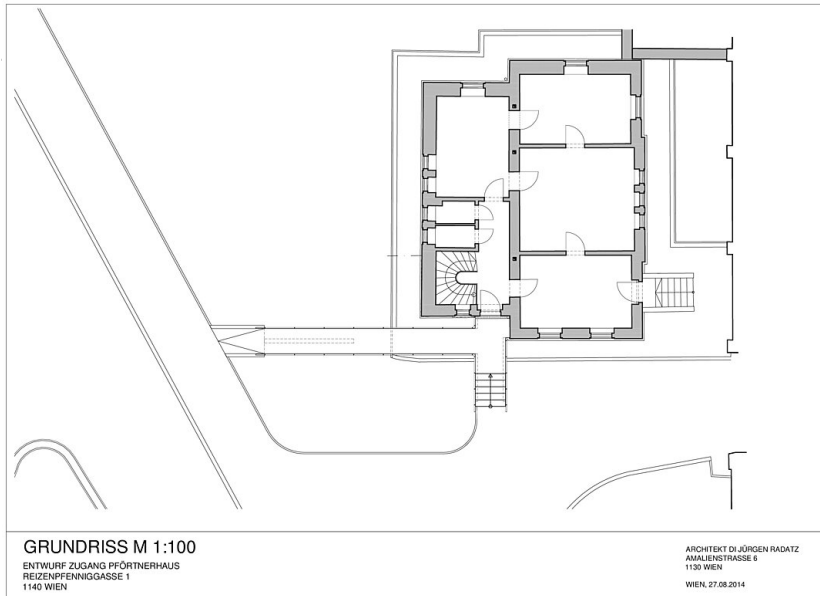 GRUNDRISS M 1:100
ENTWURF ZUGANG PFÖRTNERHAUS
REIZENPFENNIGGASSE 1
1140 WIEN
ARCHITEKT DI JÜRGEN RADATZ
AMALIENSTRASSE 6
1130 WIEN
WIEN, 27.08.2014